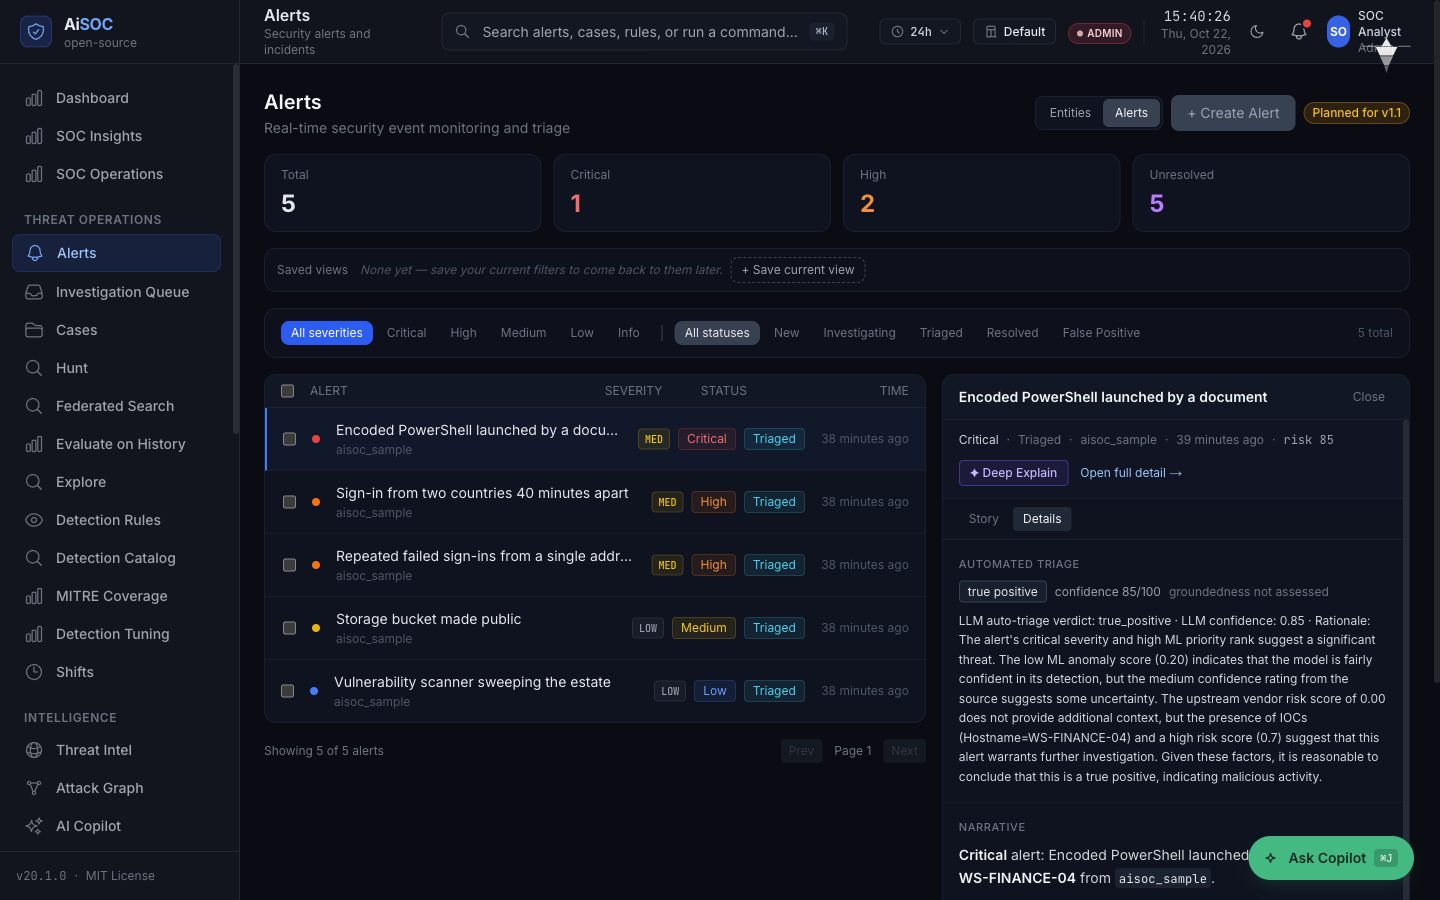 AiSOC
open-source
Dashboard
SOC Insights
SOC Operations
THREAT OPERATIONS
Alerts
Investigation Queue
Cases
Hunt
Federated Search
Evaluate on History
Explore
Detection Rules
Detection Catalog
MITRE Coverage
Detection Tuning
Shifts
INTELLIGENCE
Threat Intel
Attack Graph
AI Copilot
v20.1.0 · MIT License
Alerts
Security alerts and
incidents
Search alerts, cases, rules, or run a command... ⌘K
24h
Default
ADMIN
15:40:26
Thu, Oct 22,
2026
SO
SOC
Analyst
Alerts
Real-time security event monitoring and triage
Entities Alerts + Create Alert Planned for v1.1
Total
5
Critical
1
High
2
Unresolved
5
Saved views None yet — save your current filters to come back to them later. + Save current view
All severities Critical High Medium Low Info All statuses New Investigating Triaged Resolved False Positive 5 total
ALERT SEVERITY STATUS TIME
Encoded PowerShell launched by a docu... MED Critical Triaged 38 minutes ago
aisoc_sample
Sign-in from two countries 40 minutes apart MED High Triaged 38 minutes ago
aisoc_sample
Repeated failed sign-ins from a single addr... MED High Triaged 38 minutes ago
aisoc_sample
Storage bucket made public LOW Medium Triaged 38 minutes ago
aisoc_sample
Vulnerability scanner sweeping the estate LOW Low Triaged 38 minutes ago
aisoc_sample
Showing 5 of 5 alerts Prev Page 1 Next
Encoded PowerShell launched by a document Close
Critical · Triaged · aisoc_sample · 39 minutes ago · risk 85
✦ Deep Explain Open full detail →
Story Details
AUTOMATED TRIAGE
true positive confidence 85/100 groundedness not assessed
LLM auto-triage verdict: true_positive · LLM confidence: 0.85 · Rationale:
The alert's critical severity and high ML priority rank suggest a significant
threat. The low ML anomaly score (0.20) indicates that the model is fairly
confident in its detection, but the medium confidence rating from the
source suggests some uncertainty. The upstream vendor risk score of 0.00
does not provide additional context, but the presence of IOCs
(Hostname=WS-FINANCE-04) and a high risk score (0.7) suggest that this
alert warrants further investigation. Given these factors, it is reasonable to
conclude that this is a true positive, indicating malicious activity.
NARRATIVE
Critical alert: Encoded PowerShell launched
WS-FINANCE-04 from aisoc_sample.
Ask Copilot ⌘J